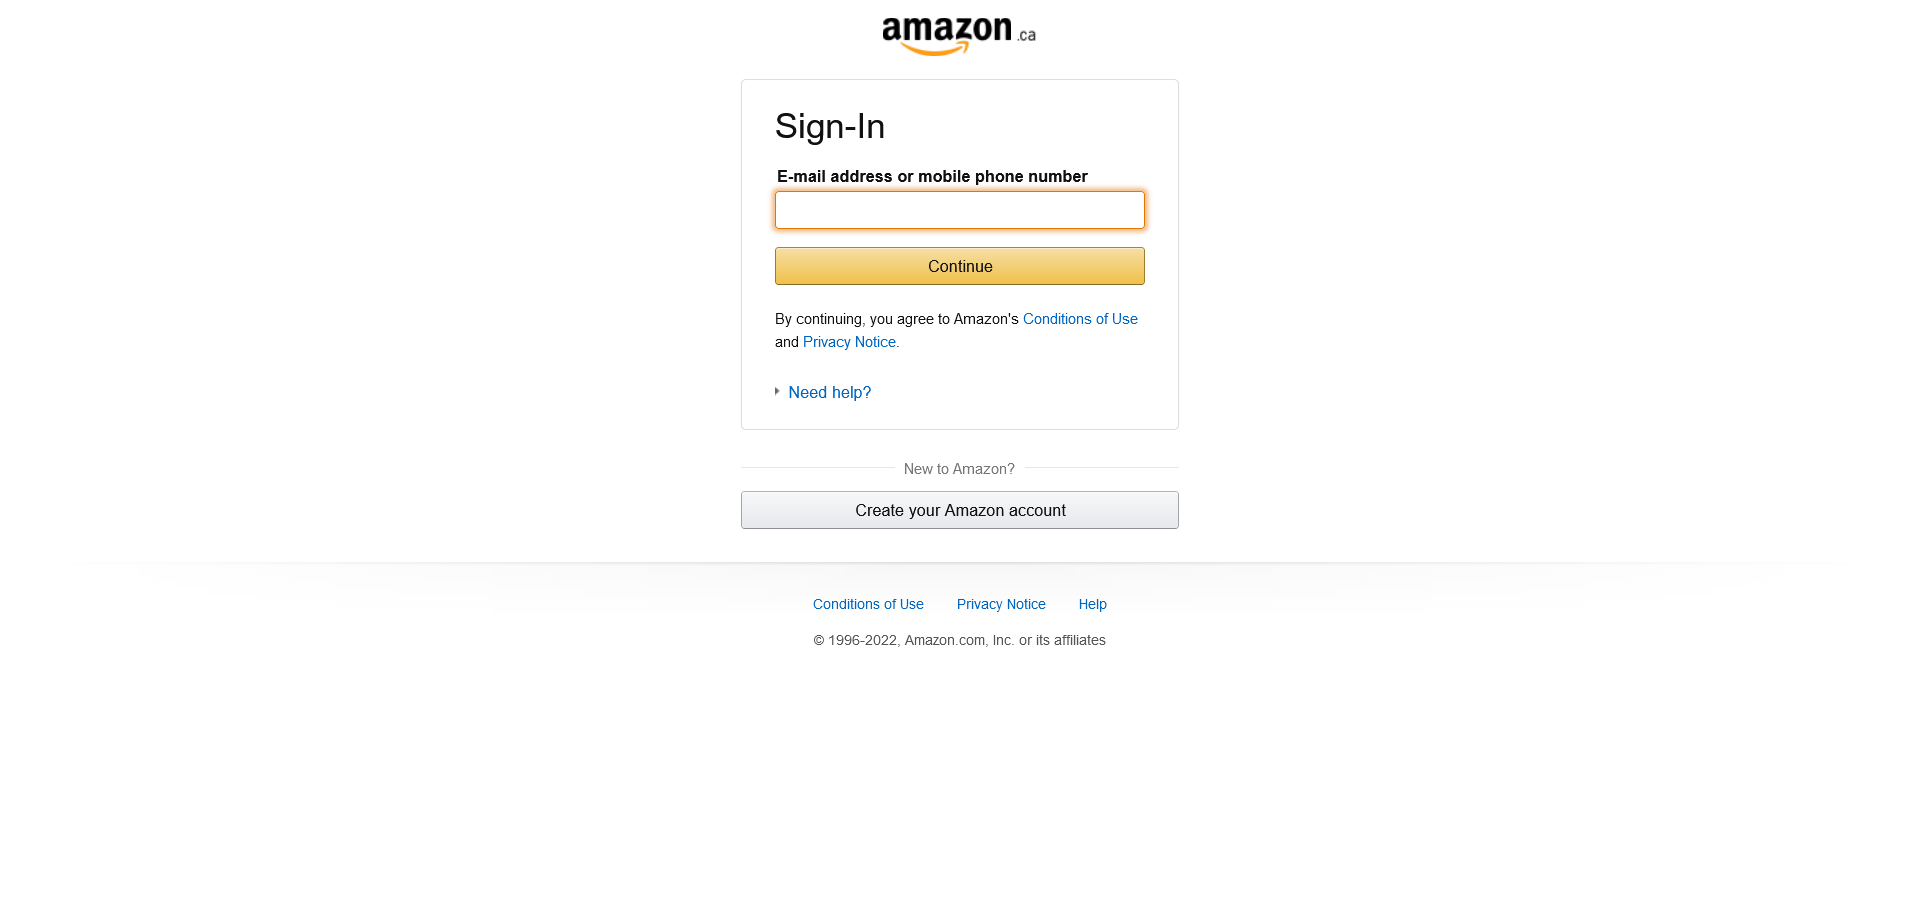 amazon.ca
Sign-In
E-mail address or mobile phone number
Continue
By continuing, you agree to Amazon's Conditions of Use
and Privacy Notice.
Need help?
New to Amazon?
Create your Amazon account
Conditions of Use Privacy Notice Help
© 1996-2022, Amazon.com, Inc. or its affiliates